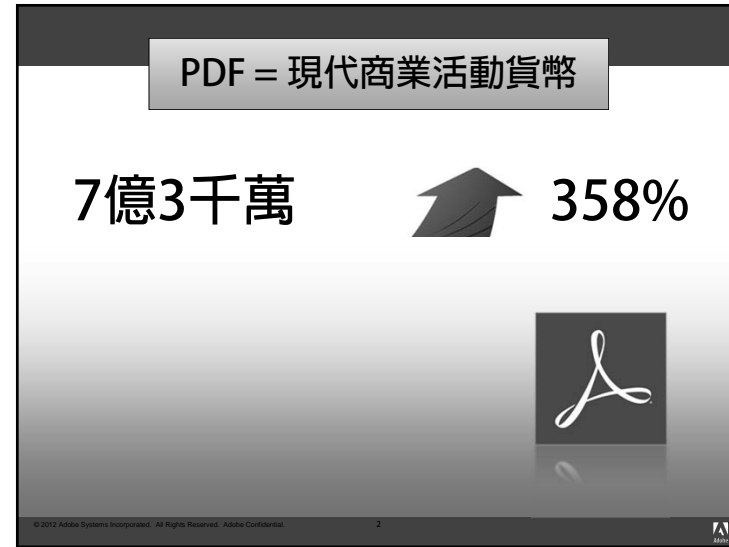 PDF = 現代商業活動貨幣
7億3千萬 358%
© 2012 Adobe Systems Incorporated. All Rights Reserved. Adobe Confidential. 2
Adobe